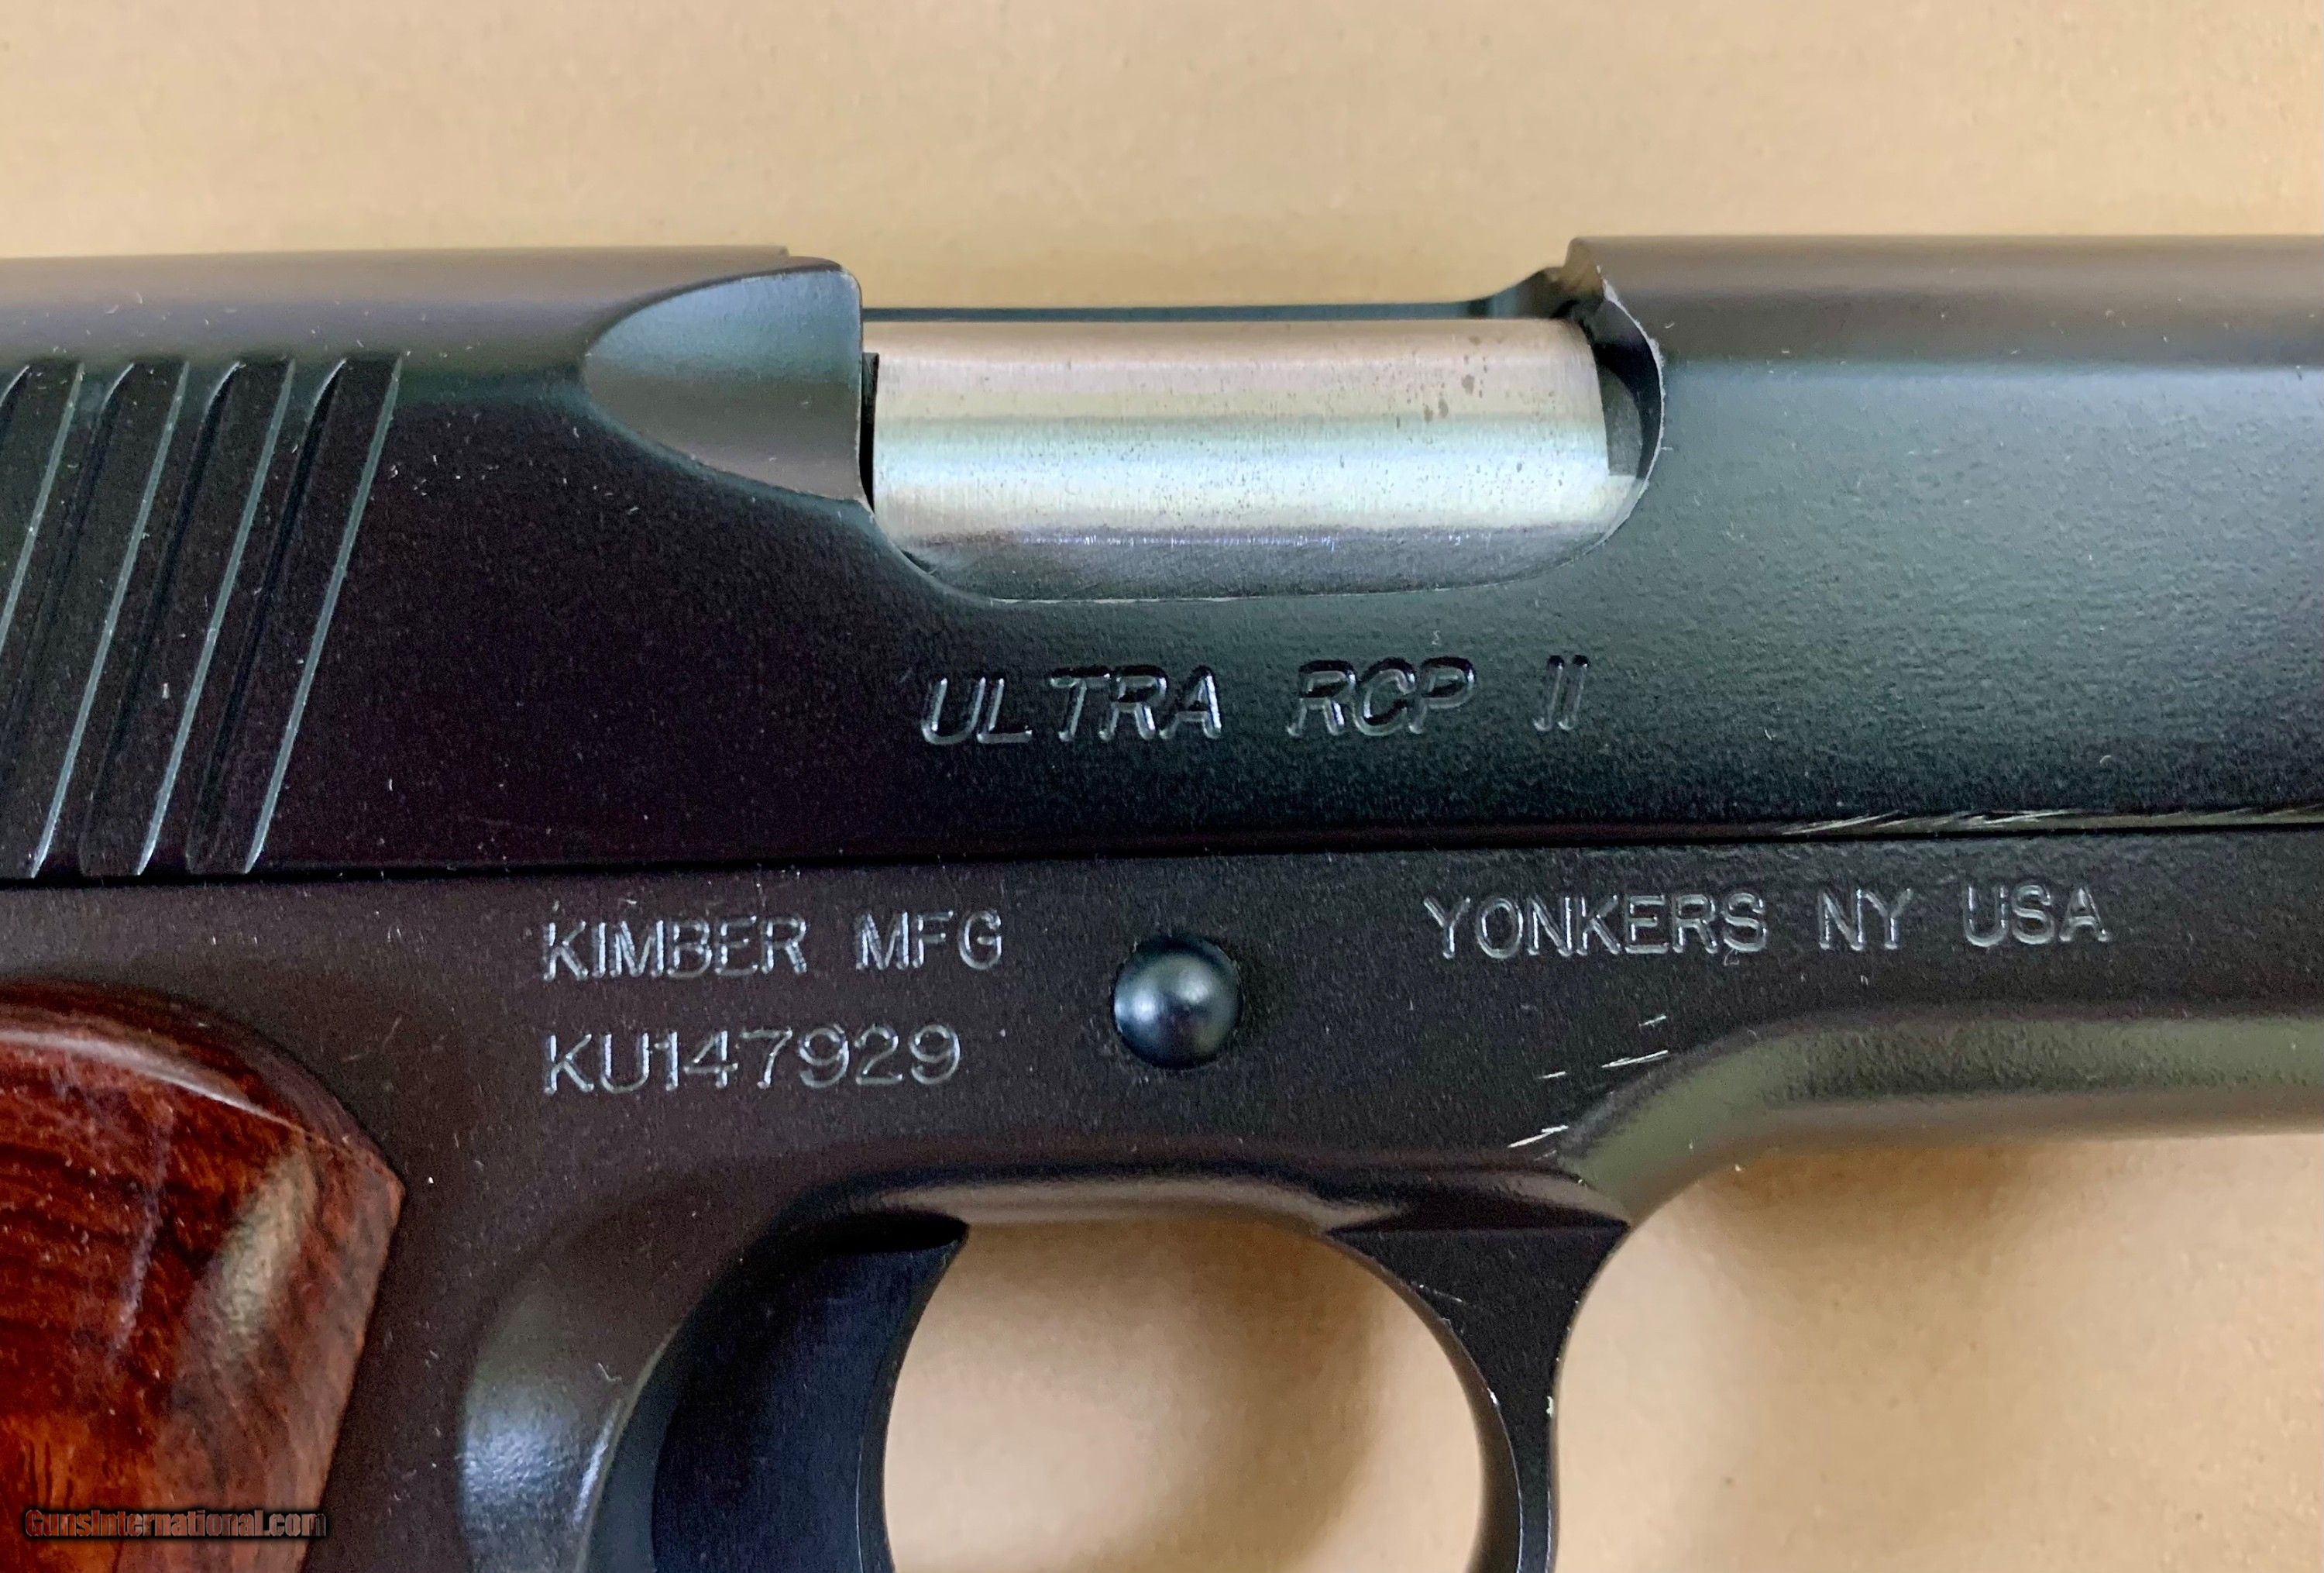 ULTRA RCP II
KIMBER MFG
YONKERS NY USA
KU147929
GunsInternational.com